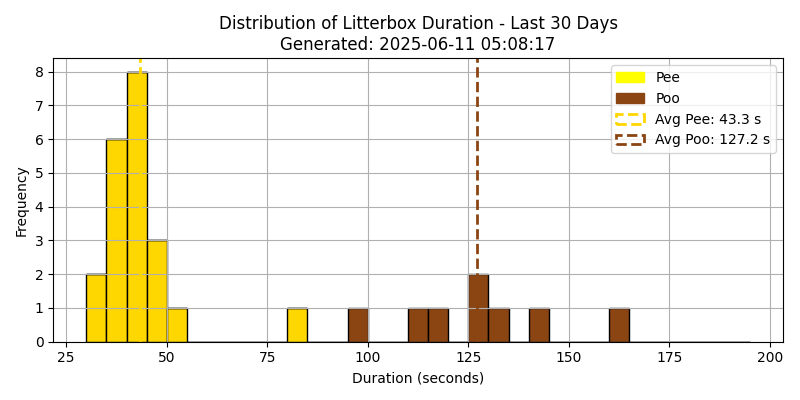 Distribution of Litterbox Duration - Last 30 Days
Generated: 2025-06-11 05:08:17
Pee
Poo
Avg Pee: 43.3 s
Avg Poo: 127.2 s
Frequency
8
7
6
5
4
3
2
1
0
25 50 75 100 125 150 175 200
Duration (seconds)